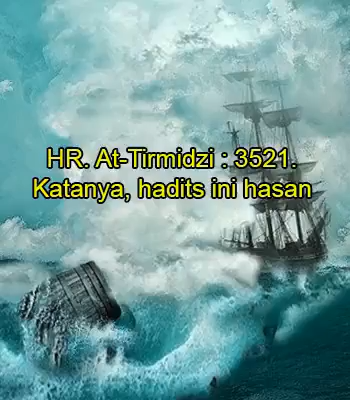 HR. At-Tirmidzi : 3521.
Katanya, hadits ini hasan